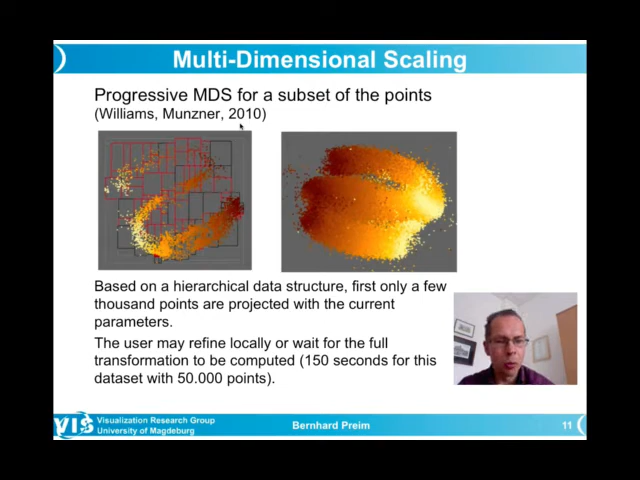 Multi-Dimensional Scaling
Progressive MDS for a subset of the points
(Williams, Munzner, 2010)
Based on a hierarchical data structure, first only a few
thousand points are projected with the current
parameters.
The user may refine locally or wait for the full
transformation to be computed (150 seconds for this
dataset with 50.000 points).
VIS
Visualization Research Group
University of Magdeburg
Bernhard Preim
11